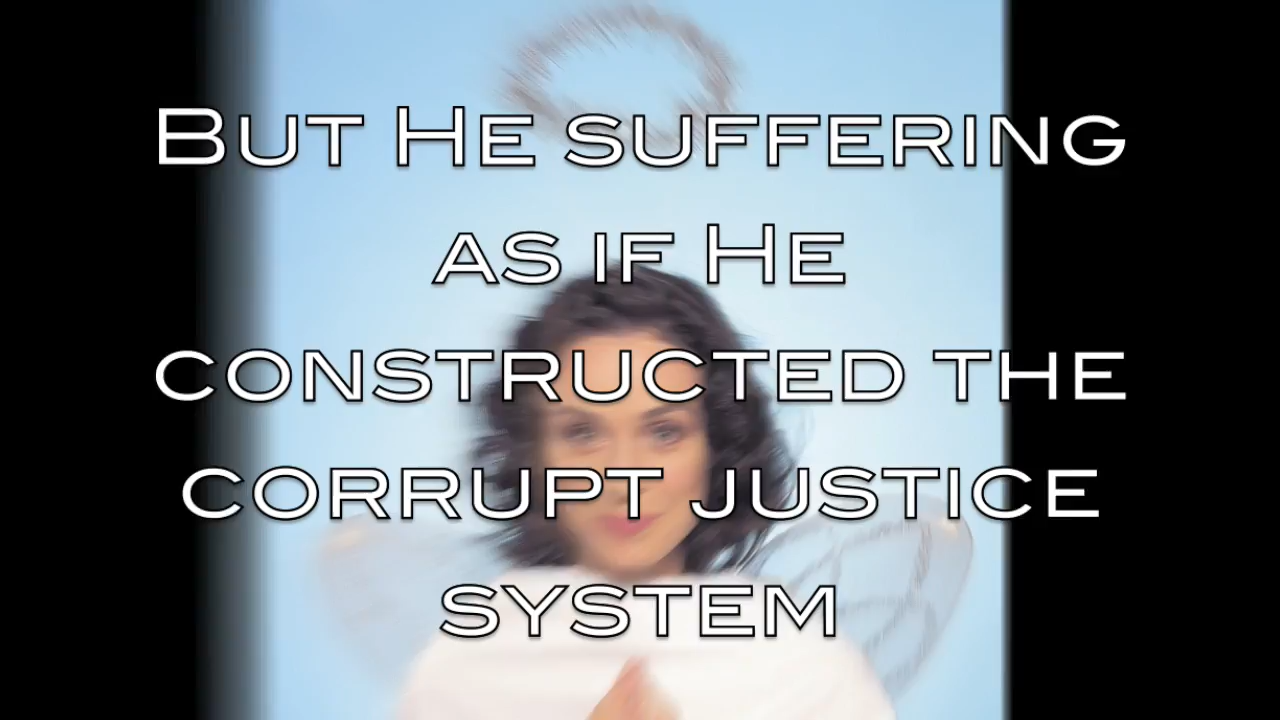 But He suffering
as if He
constructed the
corrupt justice
system